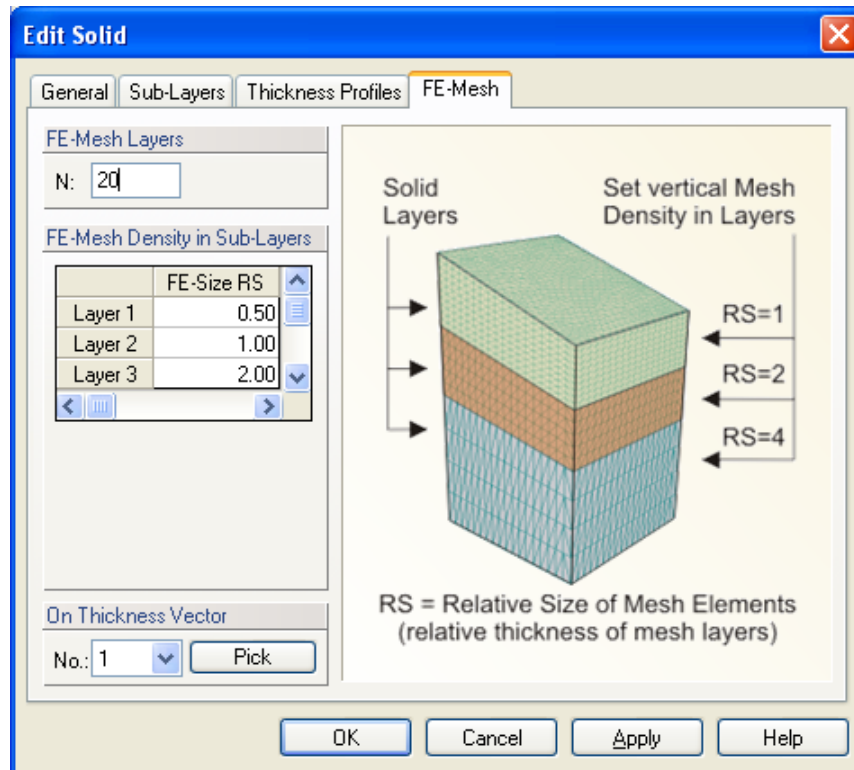 Edit Solid
General Sub-Layers Thickness Profiles FE-Mesh
FE-Mesh Layers
N: 20
FE-Mesh Density in Sub-Layers
FE-Size RS
Layer 1 0.50
Layer 2 1.00
Layer 3 2.00
On Thickness Vector
No.: 1 Pick
Solid
Layers
Set vertical Mesh
Density in Layers
RS=1
RS=2
RS=4
RS = Relative Size of Mesh Elements
(relative thickness of mesh layers)
OK Cancel Apply Help